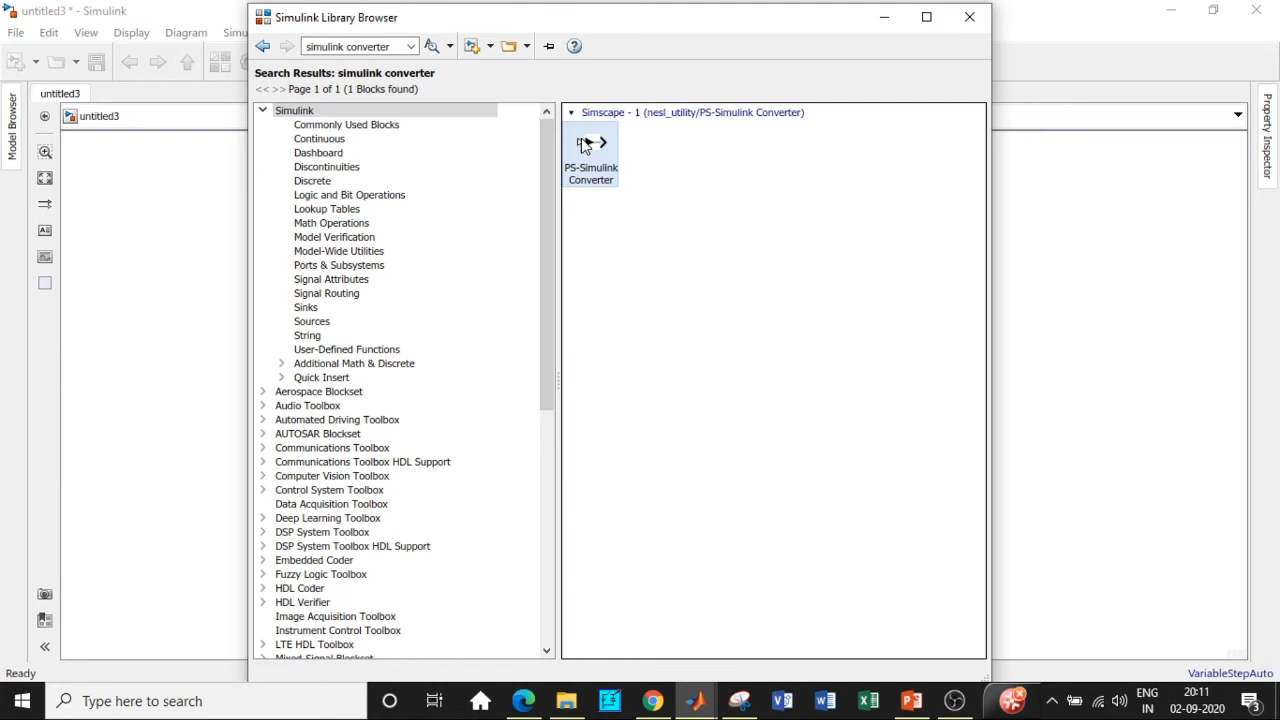 untitled3 * - Simulink
File Edit View Display Diagram Simu
untitled3
untitled3
Model Browser
Property Inspector
Simulink Library Browser
simulink converter
Search Results: simulink converter
<< >> Page 1 of 1 (1 Blocks found)
Simulink
Commonly Used Blocks
Continuous
Dashboard
Discontinuities
Discrete
Logic and Bit Operations
Lookup Tables
Math Operations
Model Verification
Model-Wide Utilities
Ports & Subsystems
Signal Attributes
Signal Routing
Sinks
Sources
String
User-Defined Functions
Additional Math & Discrete
Quick Insert
Aerospace Blockset
Audio Toolbox
Automated Driving Toolbox
AUTOSAR Blockset
Communications Toolbox
Communications Toolbox HDL Support
Computer Vision Toolbox
Control System Toolbox
Data Acquisition Toolbox
Deep Learning Toolbox
DSP System Toolbox
DSP System Toolbox HDL Support
Embedded Coder
Fuzzy Logic Toolbox
HDL Coder
HDL Verifier
Image Acquisition Toolbox
Instrument Control Toolbox
LTE HDL Toolbox
Mixed-Signal Blockset
Simscape - 1 (nesl_utility/PS-Simulink Converter)
PS-Simulink
Converter
Ready
VariableStepAuto
Type here to search
ENG
IN
20:11
02-09-2020
3